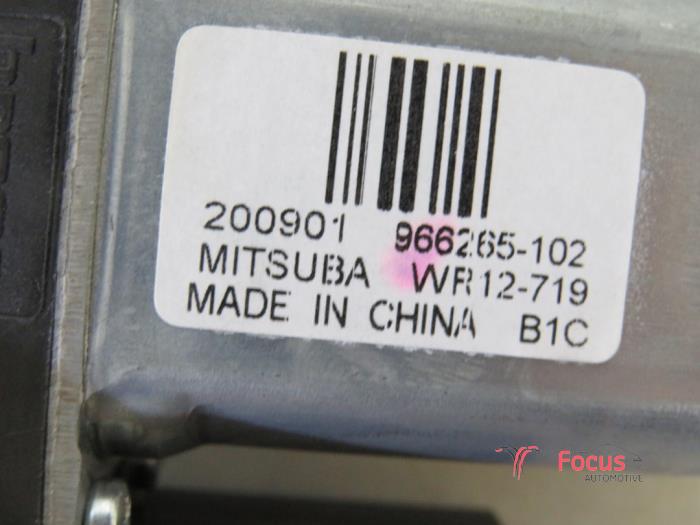 200901 966265-102
MITSUBA WR12-719
MADE IN CHINA B1C
Focus
AUTOMOTIVE